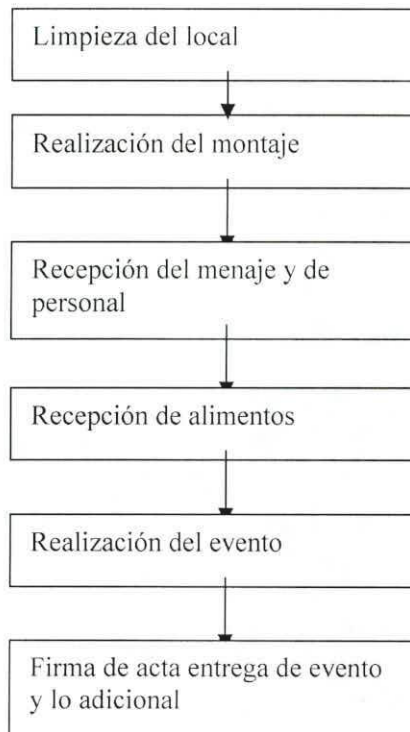 Limpieza del local
Realización del montaje
Recepción del menaje y de
personal
Recepción de alimentos
Realización del evento
Firma de acta entrega de evento
y lo adicional